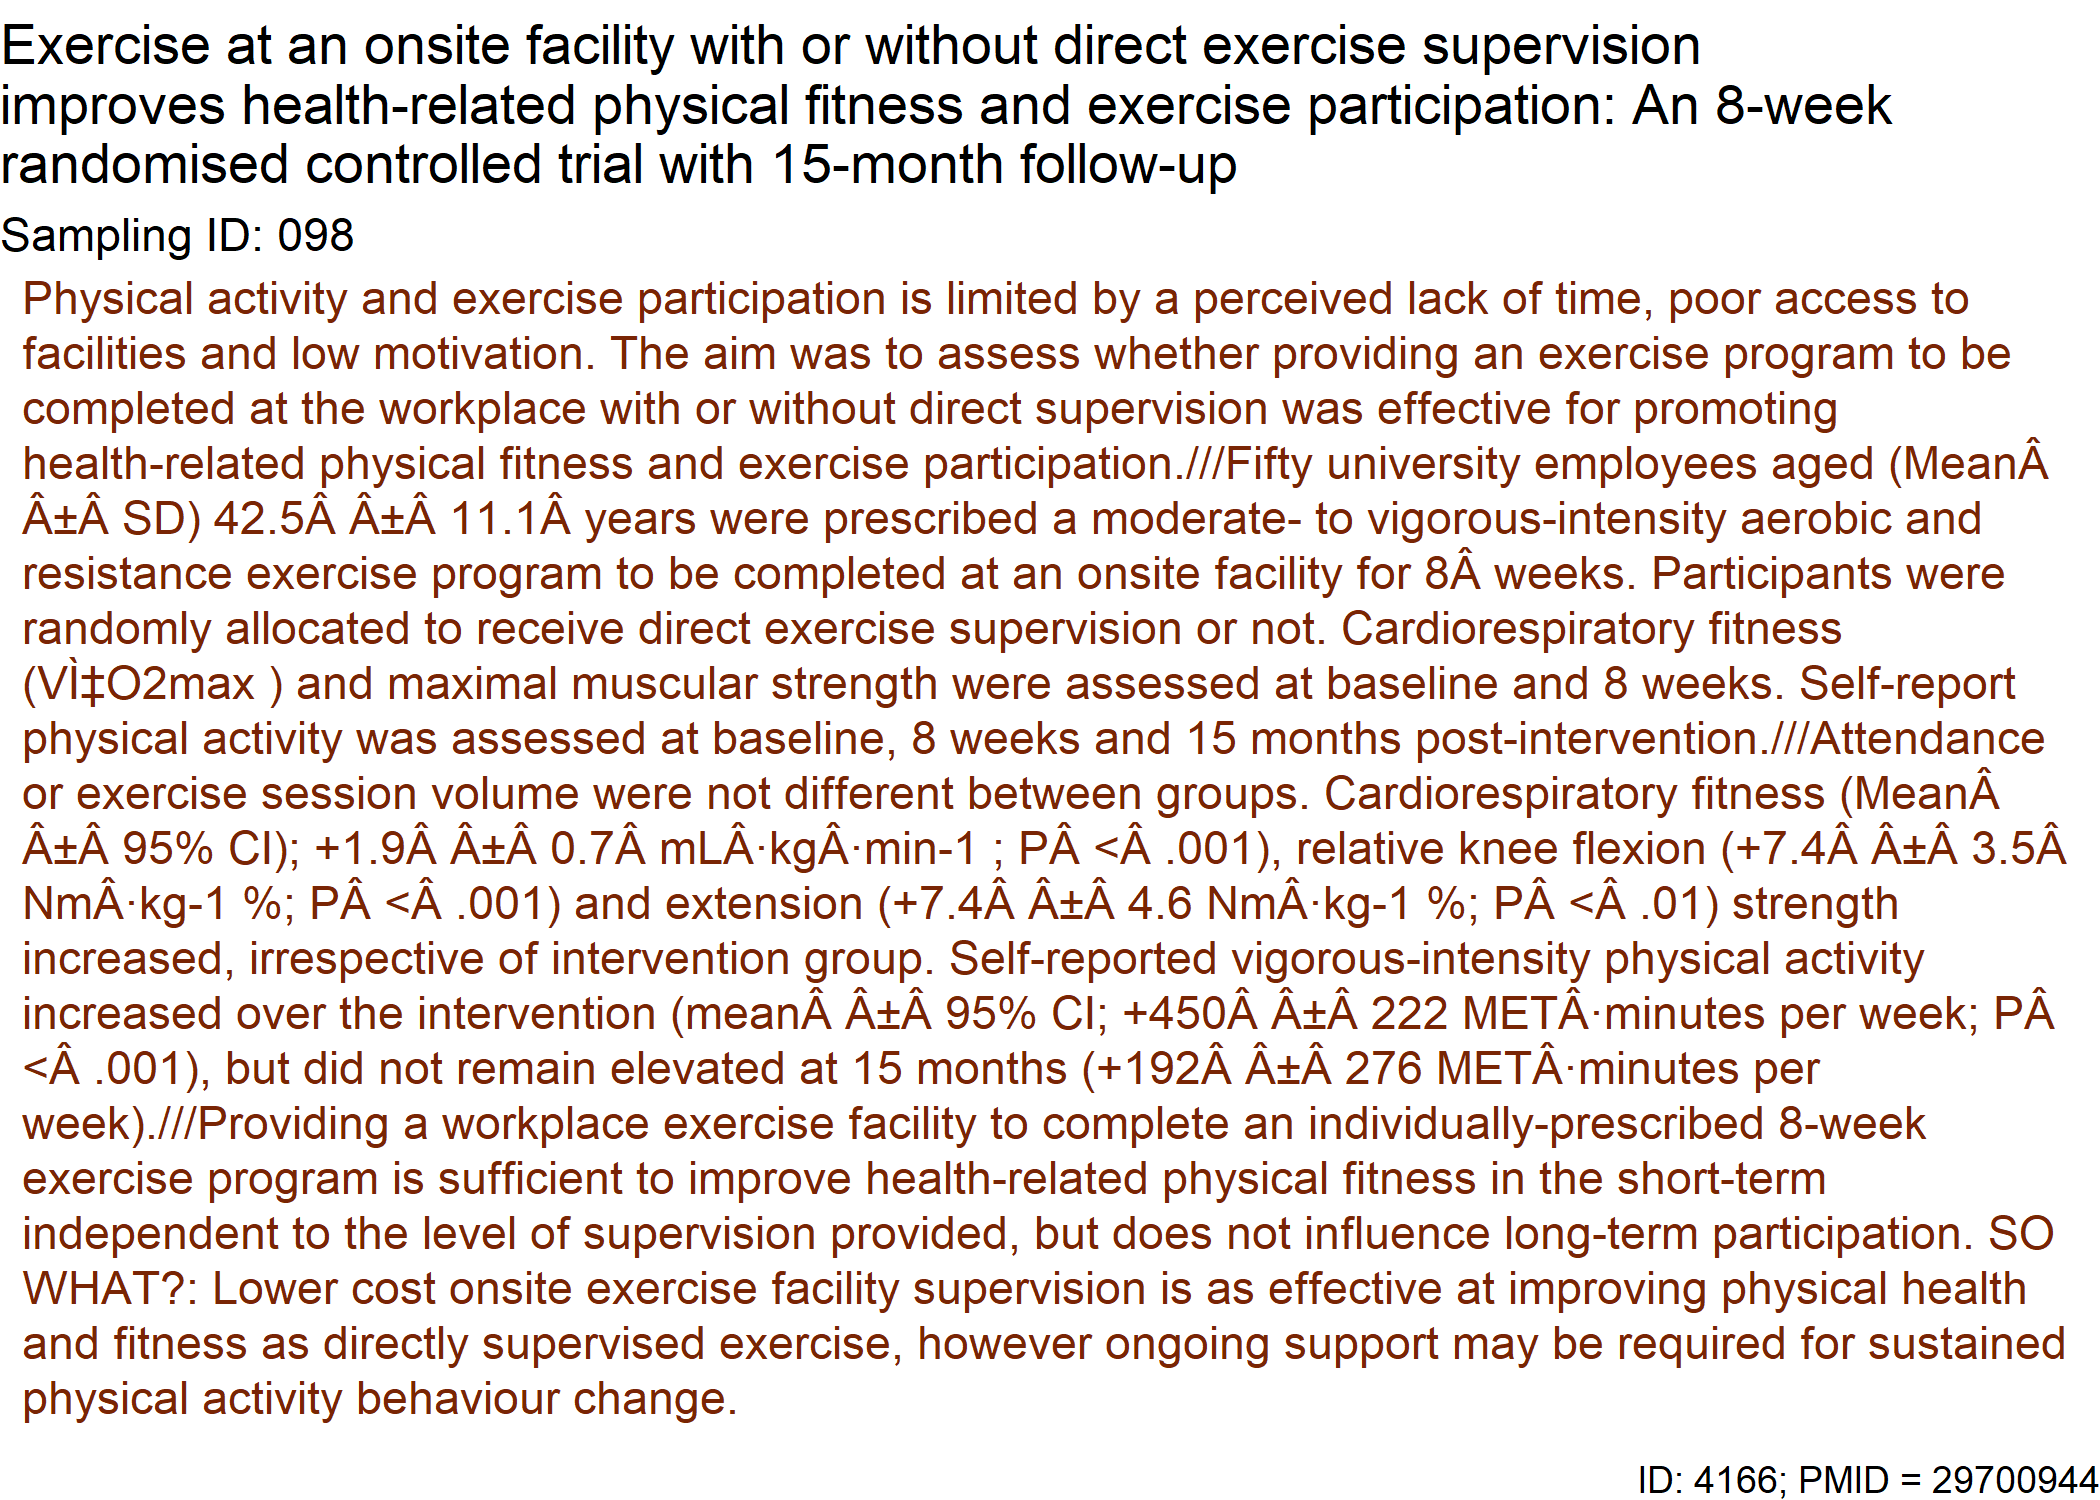 Exercise at an onsite facility with or without direct exercise supervision
improves health-related physical fitness and exercise participation: An 8-week
randomised controlled trial with 15-month follow-up
Sampling ID: 098
Physical activity and exercise participation is limited by a perceived lack of time, poor access to
facilities and low motivation. The aim was to assess whether providing an exercise program to be
completed at the workplace with or without direct supervision was effective for promoting
health-related physical fitness and exercise participation.///Fifty university employees aged (MeanÂ
Â±Â SD) 42.5Â Â±Â 11.1Â years were prescribed a moderate- to vigorous-intensity aerobic and
resistance exercise program to be completed at an onsite facility for 8Â weeks. Participants were
randomly allocated to receive direct exercise supervision or not. Cardiorespiratory fitness
(VÌ‡O2max ) and maximal muscular strength were assessed at baseline and 8 weeks. Self-report
physical activity was assessed at baseline, 8 weeks and 15 months post-intervention.///Attendance
or exercise session volume were not different between groups. Cardiorespiratory fitness (MeanÂ
Â±Â 95% CI); +1.9Â Â±Â 0.7Â mLÂ·kgÂ·min-1 ; PÂ <Â .001), relative knee flexion (+7.4Â Â±Â 3.5Â
NmÂ·kg-1 %; PÂ <Â .001) and extension (+7.4Â Â±Â 4.6 NmÂ·kg-1 %; PÂ <Â .01) strength
increased, irrespective of intervention group. Self-reported vigorous-intensity physical activity
increased over the intervention (meanÂ Â±Â 95% CI; +450Â Â±Â 222 METÂ·minutes per week; PÂ
<Â .001), but did not remain elevated at 15 months (+192Â Â±Â 276 METÂ·minutes per
week).///Providing a workplace exercise facility to complete an individually-prescribed 8-week
exercise program is sufficient to improve health-related physical fitness in the short-term
independent to the level of supervision provided, but does not influence long-term participation. SO
WHAT?: Lower cost onsite exercise facility supervision is as effective at improving physical health
and fitness as directly supervised exercise, however ongoing support may be required for sustained
physical activity behaviour change.
ID: 4166; PMID = 29700944